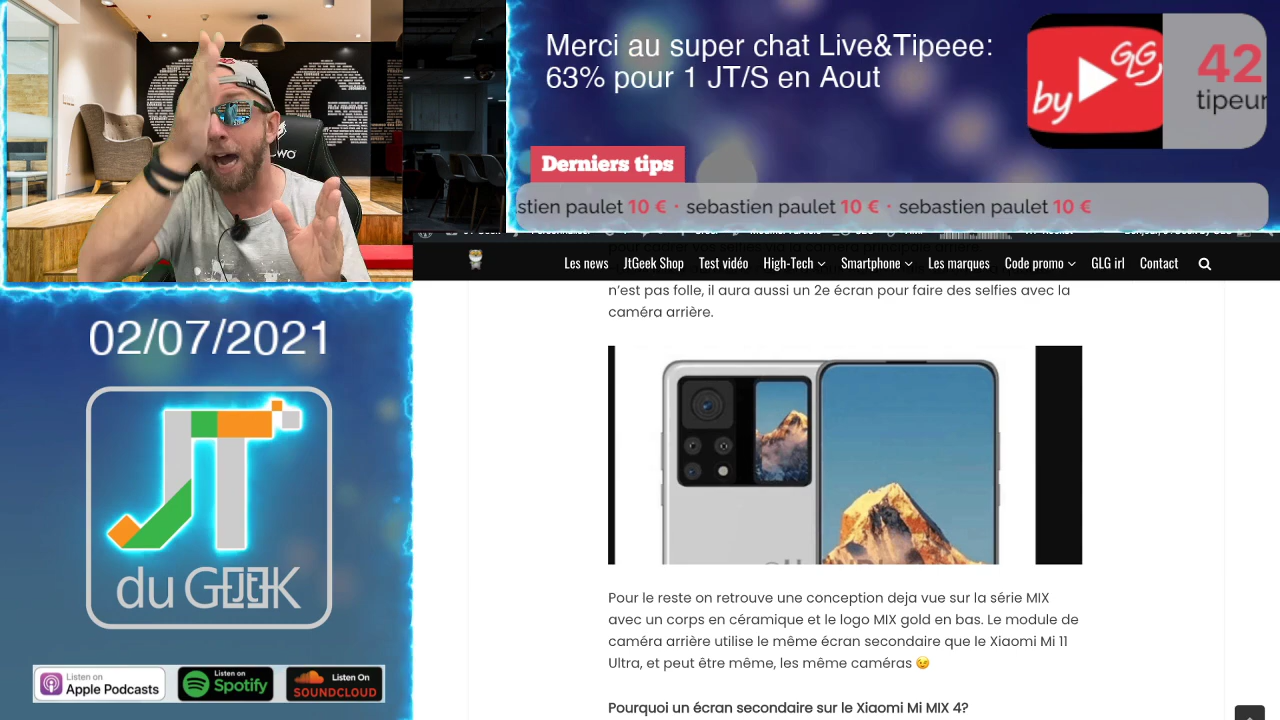 Merci au super chat Live&Tipeee:
63% pour 1 JT/S en Aout
by GLG
42
tipeur
Derniers tips
stien paulet 10 € · sebastien paulet 10 € · sebastien paulet 10 €
Les news JtGeek Shop Test vidéo High-Tech Smartphone Les marques Code promo GLG irl Contact
n'est pas folle, il aura aussi un 2e écran pour faire des selfies avec la
caméra arrière.
02/07/2021
JT
du GEEK
Pour le reste on retrouve une conception deja vue sur la série MIX
avec un corps en céramique et le logo MIX gold en bas. Le module de
caméra arrière utilise le même écran secondaire que le Xiaomi Mi 11
Ultra, et peut être même, les même caméras 😉
Pourquoi un écran secondaire sur le Xiaomi Mi MIX 4?
Listen on
Apple Podcasts
Listen on
Spotify
Listen On
SOUNDCLOUD